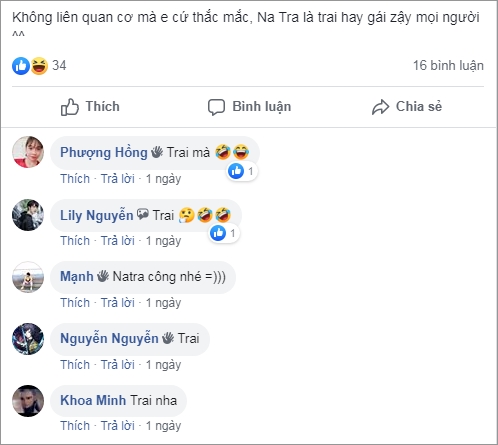 Không liên quan cơ mà e cứ thắc mắc, Na Tra là trai hay gái zậy mọi người
^^
34
16 bình luận
Thích
Bình luận
Chia sẻ
Phượng Hồng Trai mà 🤣😂
1
Thích · Trả lời · 1 ngày
Lily Nguyễn Trai 🤧🤣🤣
1
Thích · Trả lời · 1 ngày
Mạnh Natra công nhé =)))
Thích · Trả lời · 1 ngày
Nguyễn Nguyễn Trai
Thích · Trả lời · 1 ngày
Khoa Minh Trai nha
Thích · Trả lời · 1 ngày